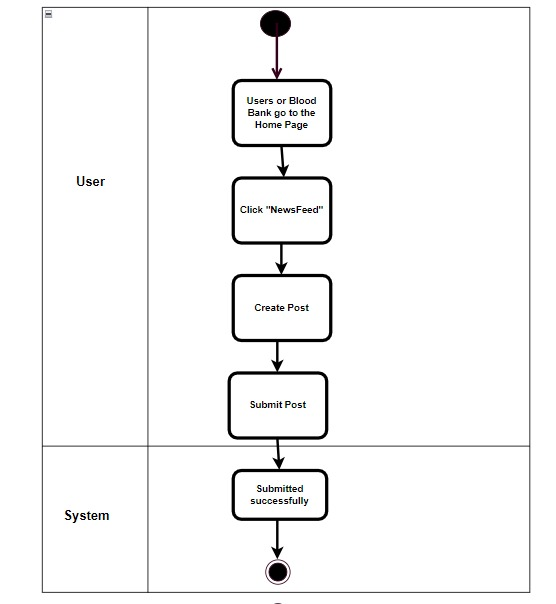 Users or Blood
Bank go to the
Home Page
User
Click "NewsFeed"
Create Post
Submit Post
Submitted
successfully
System